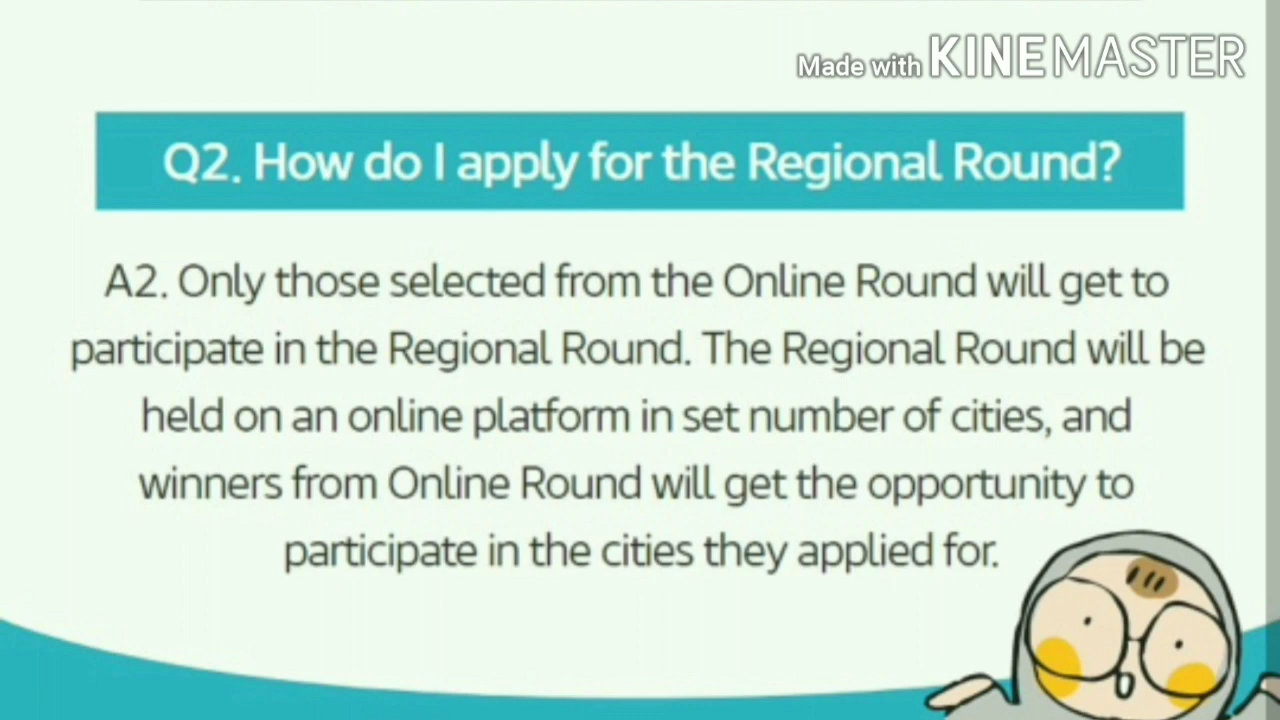 Made with KINEMASTER
Q2. How do I apply for the Regional Round?
A2. Only those selected from the Online Round will get to
participate in the Regional Round. The Regional Round will be
held on an online platform in set number of cities, and
winners from Online Round will get the opportunity to
participate in the cities they applied for.